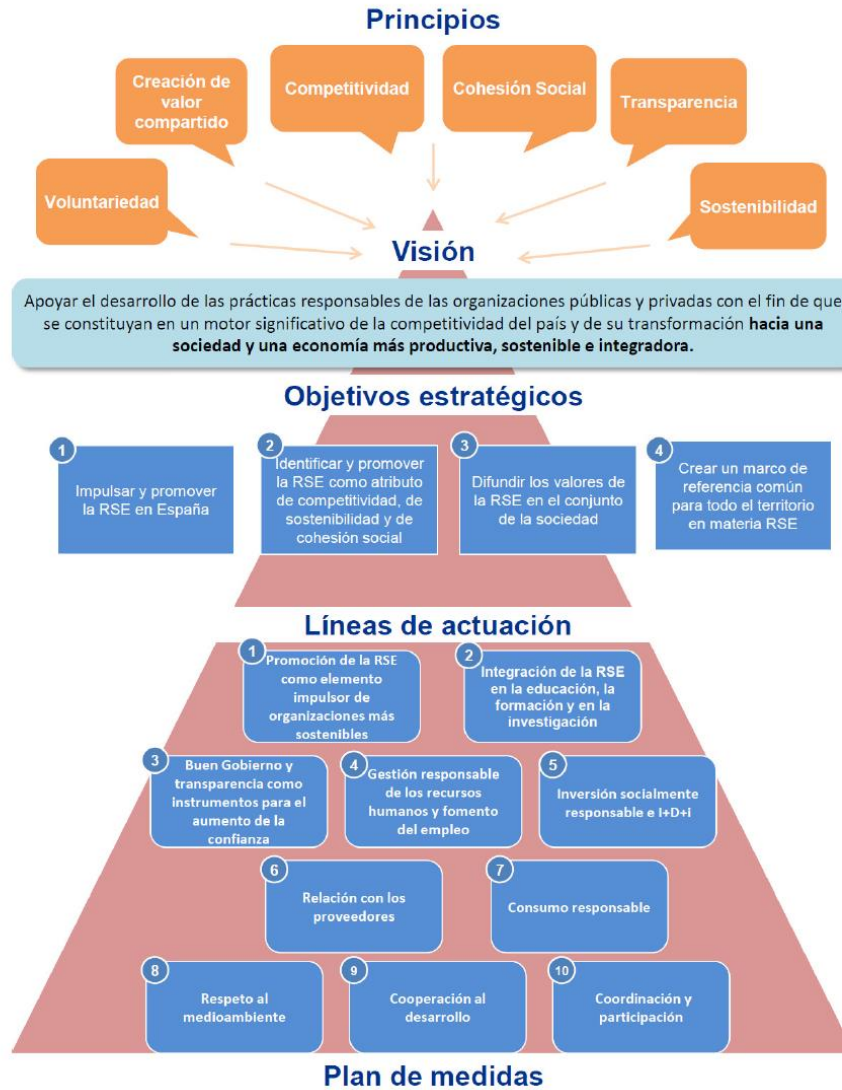 Principios
Creación de
valor
compartido
Competitividad
Cohesión Social
Transparencia
Voluntariedad
Sostenibilidad
Visión
Apoyar el desarrollo de las prácticas responsables de las organizaciones públicas y privadas con el fin de que
se constituyan en un motor significativo de la competitividad del país y de su transformación hacia una
sociedad y una economía más productiva, sostenible e integradora.
Objetivos estratégicos
1
Impulsar y promover
la RSE en España
2
Identificar y promover
la RSE como atributo
de competitividad, de
sostenibilidad y de
cohesión social
3
Difundir los valores de
la RSE en el conjunto
de la sociedad
4
Crear un marco de
referencia común
para todo el territorio
en materia RSE
Líneas de actuación
1
Promoción de la RSE
como elemento
impulsor de
organizaciones más
sostenibles
2
Integración de la RSE
en la educación, la
formación y en la
investigación
3
Buen Gobierno y
transparencia como
instrumentos para el
aumento de la
confianza
4
Gestión responsable
de los recursos
humanos y fomento
del empleo
5
Inversión socialmente
responsable e I+D+I
6
Relación con los
proveedores
7
Consumo responsable
8
Respeto al
medioambiente
9
Cooperación al
desarrollo
10
Coordinación y
participación
Plan de medidas